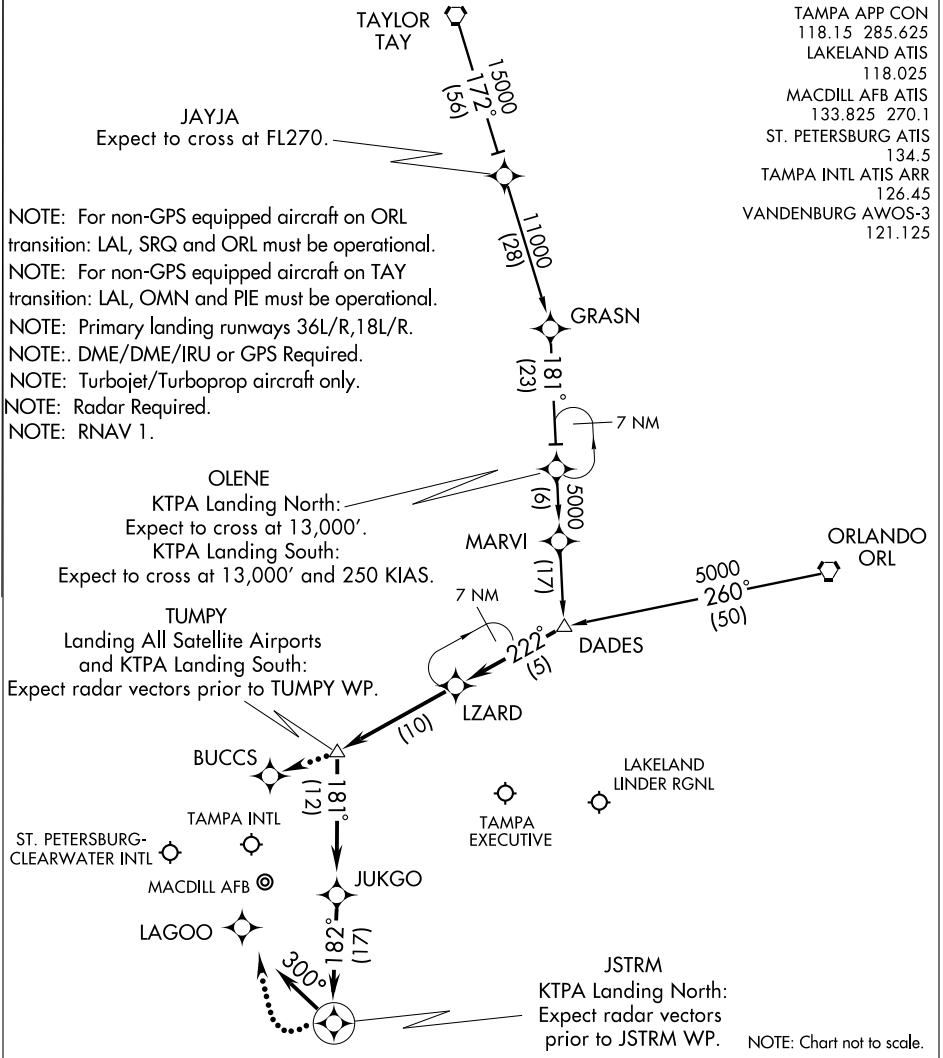 TAYLOR
TAY
TAMPA APP CON
118.15 285.625
LAKELAND ATIS
118.025
MACDILL AFB ATIS
133.825 270.1
ST. PETERSBURG ATIS
134.5
TAMPA INTL ATIS ARR
126.45
VANDENBURG AWOS-3
121.125
15000
172°
(56)
JAYJA
Expect to cross at FL270.
NOTE: For non-GPS equipped aircraft on ORL
transition: LAL, SRQ and ORL must be operational.
NOTE: For non-GPS equipped aircraft on TAY
transition: LAL, OMN and PIE must be operational.
NOTE: Primary landing runways 36L/R,18L/R.
NOTE:. DME/DME/IRU or GPS Required.
NOTE: Turbojet/Turboprop aircraft only.
NOTE: Radar Required.
NOTE: RNAV 1.
11000
(28)
GRASN
181°
(23)
7 NM
OLENE
KTPA Landing North:
Expect to cross at 13,000’.
KTPA Landing South:
Expect to cross at 13,000’ and 250 KIAS.
5000
(6)
MARVI
(17)
ORLANDO
ORL
5000
260°
(50)
DADES
7 NM
222°
(5)
TUMPY
Landing All Satellite Airports
and KTPA Landing South:
Expect radar vectors prior to TUMPY WP.
LZARD
(10)
BUCCS
181°
(12)
LAKELAND
LINDER RGNL
TAMPA
EXECUTIVE
TAMPA INTL
ST. PETERSBURG-
CLEARWATER INTL
MACDILL AFB
JUKGO
LAGOO
182°
(17)
300°
JSTRM
KTPA Landing North:
Expect radar vectors
prior to JSTRM WP.
NOTE: Chart not to scale.